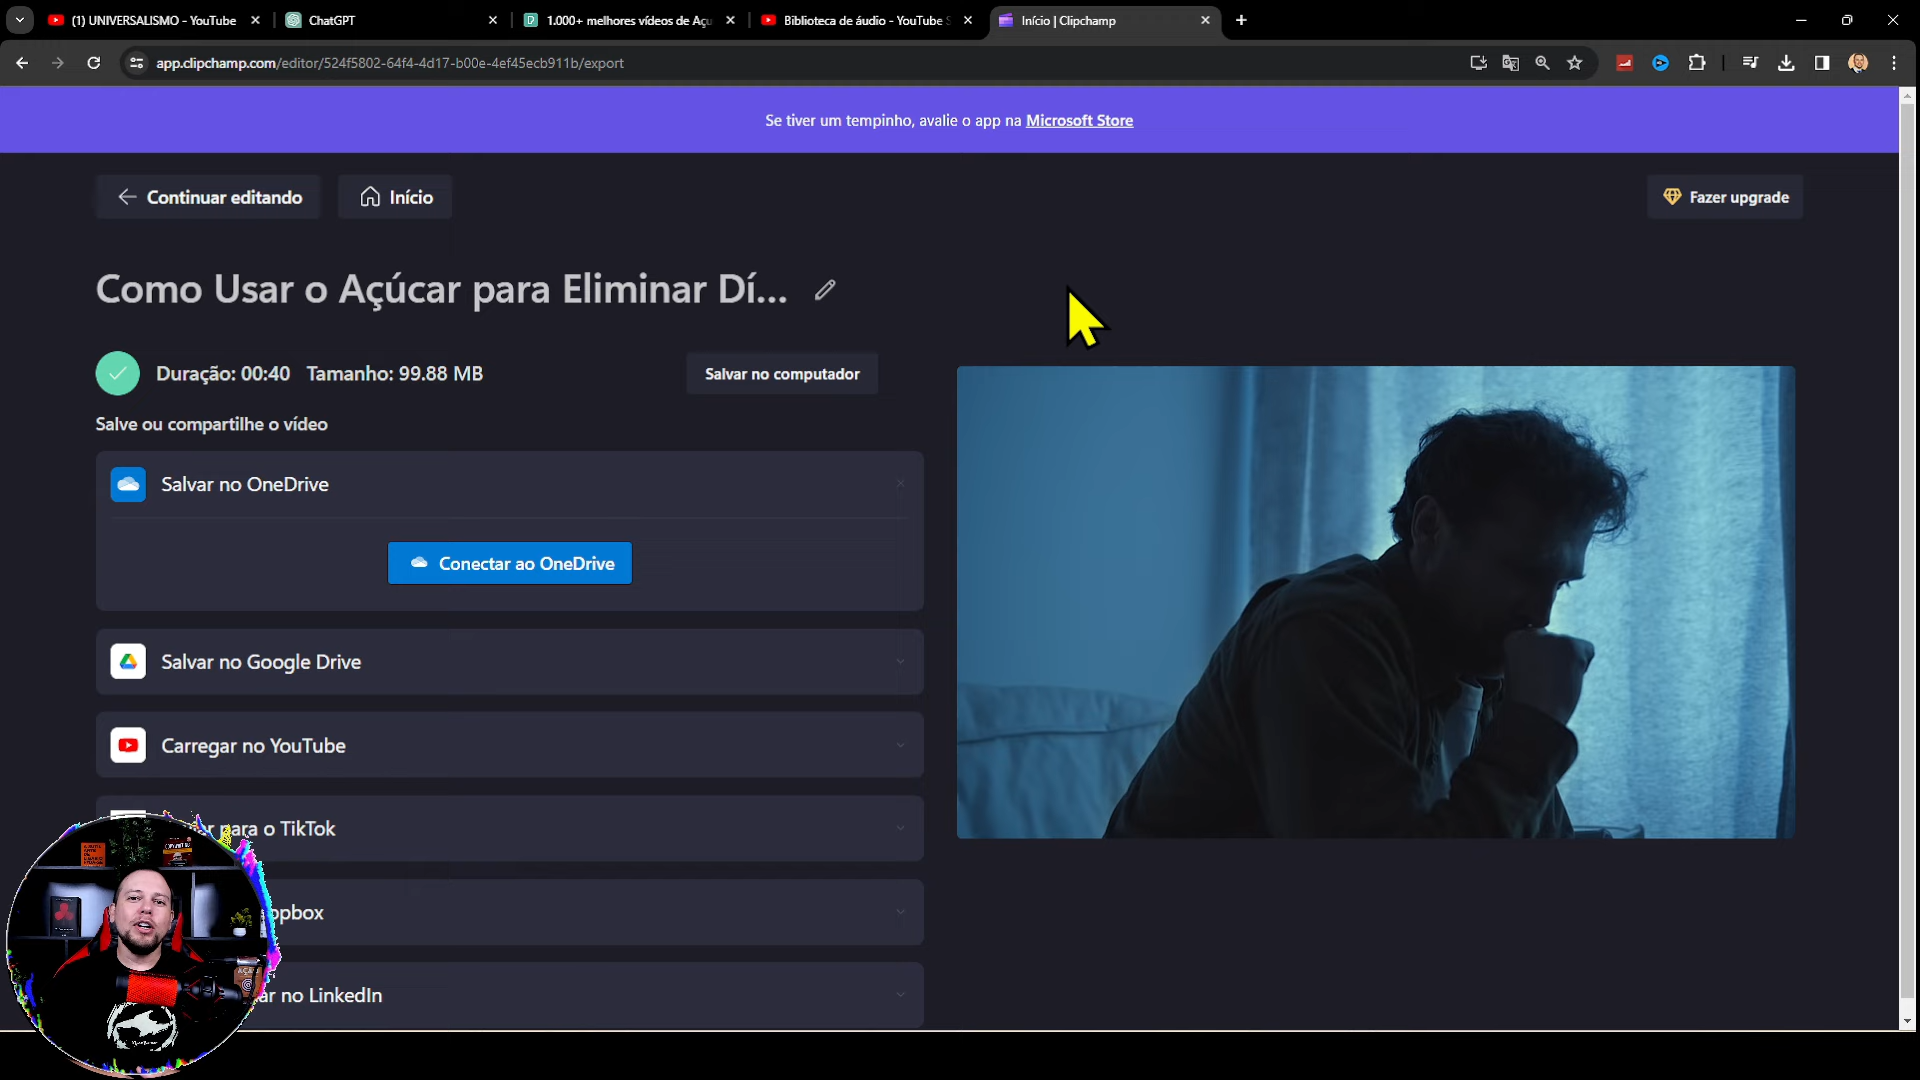 (1) UNIVERSALISMO - YouTube
ChatGPT
1.000+ melhores vídeos de Açú
Biblioteca de áudio - YouTube S
Início | Clipchamp
app.clipchamp.com/editor/524f5802-64f4-4d17-b00e-4ef45ecb911b/export
Se tiver um tempinho, avalie o app na Microsoft Store
Continuar editando
Início
Fazer upgrade
Como Usar o Açúcar para Eliminar Dí...
Duração: 00:40 Tamanho: 99.88 MB
Salvar no computador
Salve ou compartilhe o vídeo
Salvar no OneDrive
Conectar ao OneDrive
Salvar no Google Drive
Carregar no YouTube
para o TikTok
opbox
ar no LinkedIn